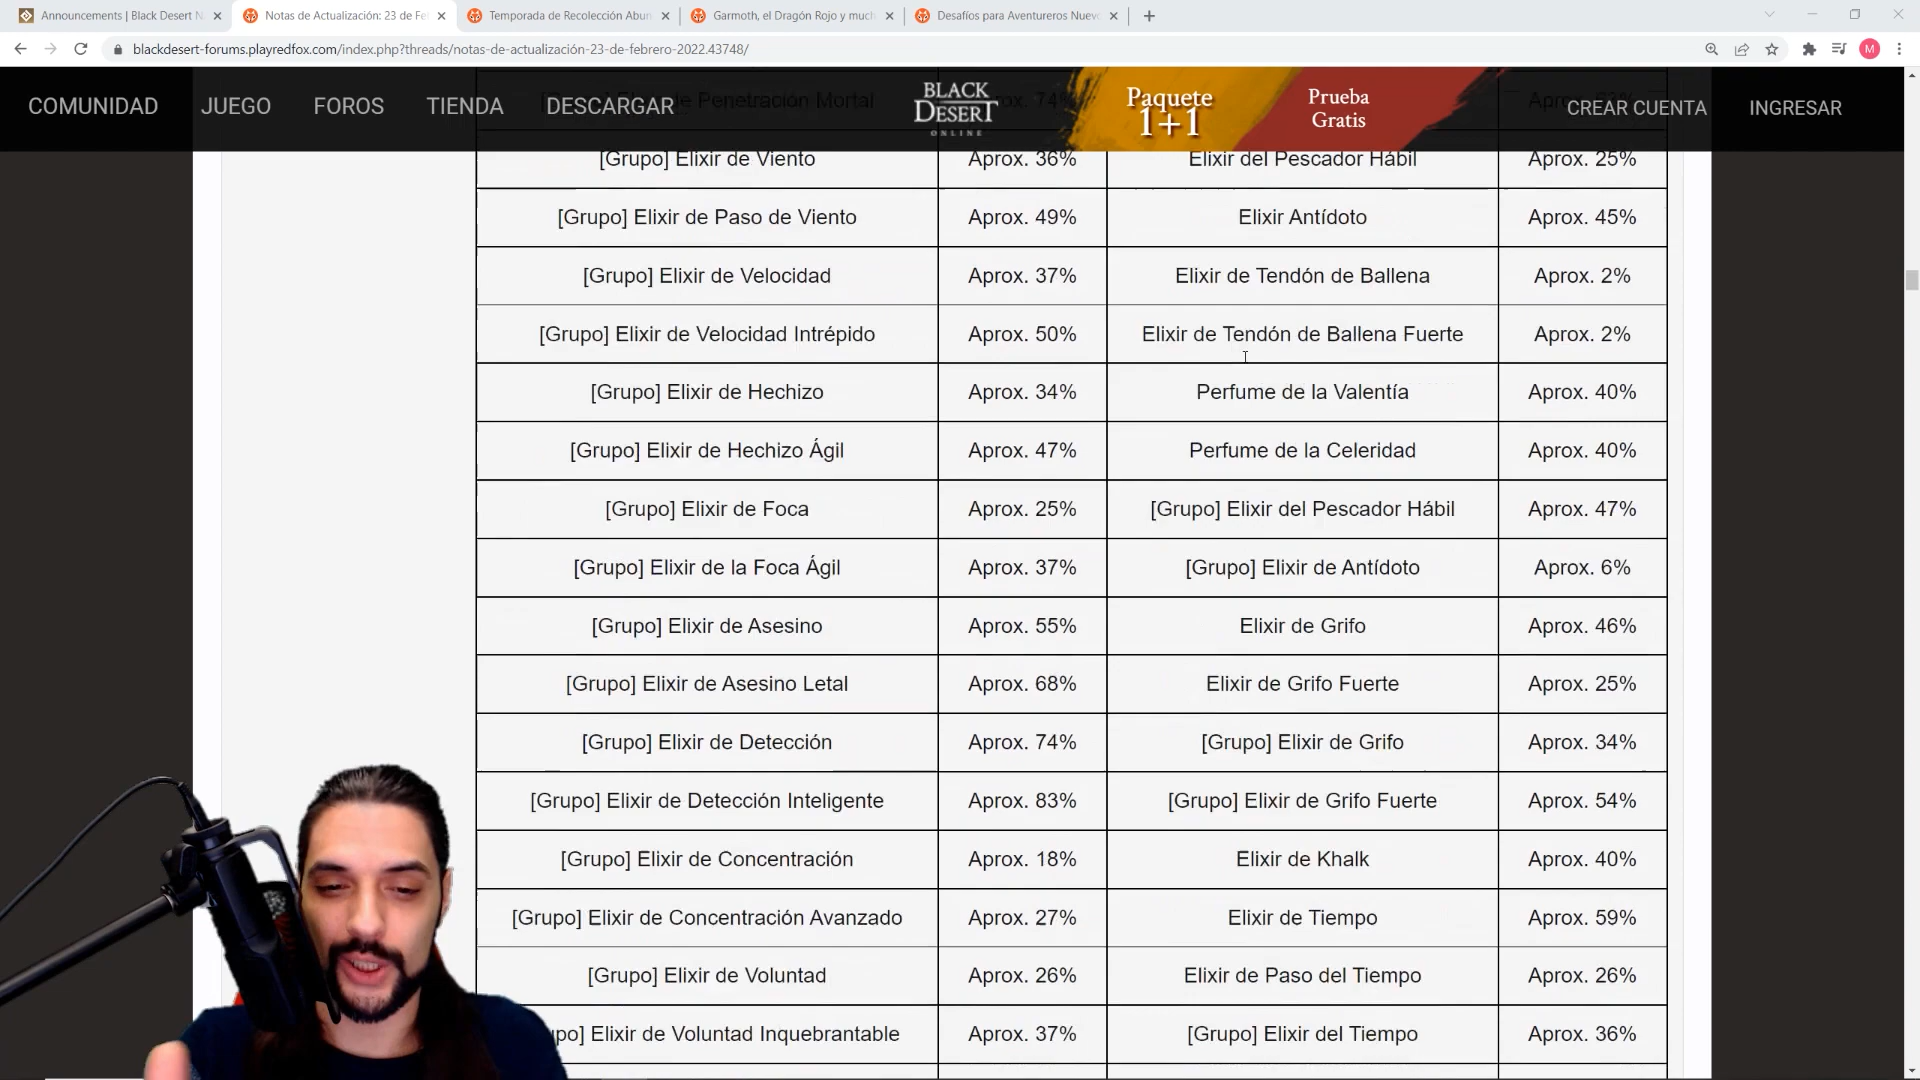 Announcements | Black Desert N
Notas de Actualización: 23 de Fe
Temporada de Recolección Abun
Garmoth, el Dragón Rojo y much
Desafíos para Aventureros Nuevo
blackdesert-forums.playredfox.com/index.php?threads/notas-de-actualización-23-de-febrero-2022.43748/
M
COMUNIDAD JUEGO FOROS TIENDA DESCARGAR
BLACK
DESERT
ONLINE
Paquete
1+1
Prueba
Gratis
CREAR CUENTA INGRESAR
de Penetración Mortal
[Grupo] Elixir de Viento Aprox. 36% Elixir del Pescador Hábil Aprox. 25%
[Grupo] Elixir de Paso de Viento Aprox. 49% Elixir Antídoto Aprox. 45%
[Grupo] Elixir de Velocidad Aprox. 37% Elixir de Tendón de Ballena Aprox. 2%
[Grupo] Elixir de Velocidad Intrépido Aprox. 50% Elixir de Tendón de Ballena Fuerte Aprox. 2%
[Grupo] Elixir de Hechizo Aprox. 34% Perfume de la Valentía Aprox. 40%
[Grupo] Elixir de Hechizo Ágil Aprox. 47% Perfume de la Celeridad Aprox. 40%
[Grupo] Elixir de Foca Aprox. 25% [Grupo] Elixir del Pescador Hábil Aprox. 47%
[Grupo] Elixir de la Foca Ágil Aprox. 37% [Grupo] Elixir de Antídoto Aprox. 6%
[Grupo] Elixir de Asesino Aprox. 55% Elixir de Grifo Aprox. 46%
[Grupo] Elixir de Asesino Letal Aprox. 68% Elixir de Grifo Fuerte Aprox. 25%
[Grupo] Elixir de Detección Aprox. 74% [Grupo] Elixir de Grifo Aprox. 34%
[Grupo] Elixir de Detección Inteligente Aprox. 83% [Grupo] Elixir de Grifo Fuerte Aprox. 54%
[Grupo] Elixir de Concentración Aprox. 18% Elixir de Khalk Aprox. 40%
[Grupo] Elixir de Concentración Avanzado Aprox. 27% Elixir de Tiempo Aprox. 59%
[Grupo] Elixir de Voluntad Aprox. 26% Elixir de Paso del Tiempo Aprox. 26%
po] Elixir de Voluntad Inquebrantable Aprox. 37% [Grupo] Elixir del Tiempo Aprox. 36%